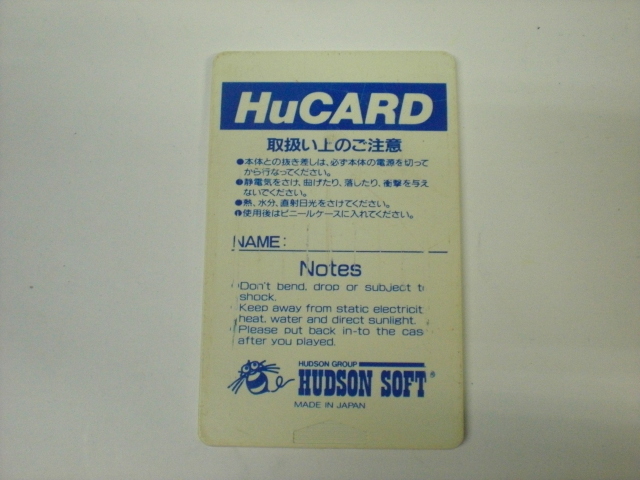 HuCARD
取扱い上のご注意
●本体との抜き差しは、必ず本体の電源を切って
から行なってください。
●静電気をさけ、曲げたり、落したり、衝撃を与え
ないでください。
●熱、水分、直射日光をさけてください。
●使用後はビニールケースに入れてください。
NAME:
Notes
Don't bend, drop or subject t
shock.
Keep away from static electricit
heat, water and direct sunlight.
Please put back in-to the cas
after you played.
HUDSON GROUP
HUDSON SOFT®
MADE IN JAPAN